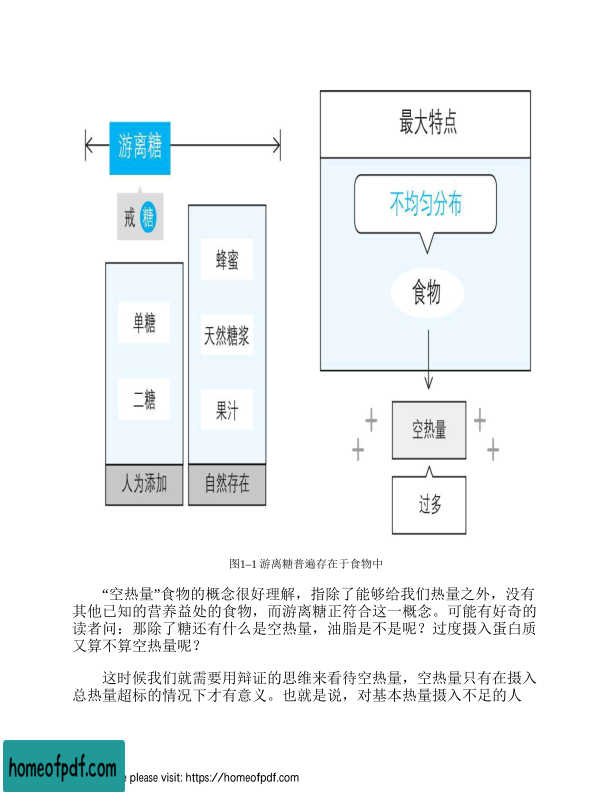 游离糖
戒 糖
单糖
二糖
人为添加
蜂蜜
天然糖浆
果汁
自然存在
最大特点
不均匀分布
食物
空热量
过多
图1–1 游离糖普遍存在于食物中
“空热量”食物的概念很好理解，指除了能够给我们热量之外，没有
其他已知的营养益处的食物，而游离糖正符合这一概念。可能有好奇的
读者问：那除了糖还有什么是空热量，油脂是不是呢？过度摄入蛋白质
又算不算空热量呢？
这时候我们就需要用辩证的思维来看待空热量，空热量只有在摄入
总热量超标的情况下才有意义。也就是说，对基本热量摄入不足的人
homeofpdf.com
e please visit: https://homeofpdf.com